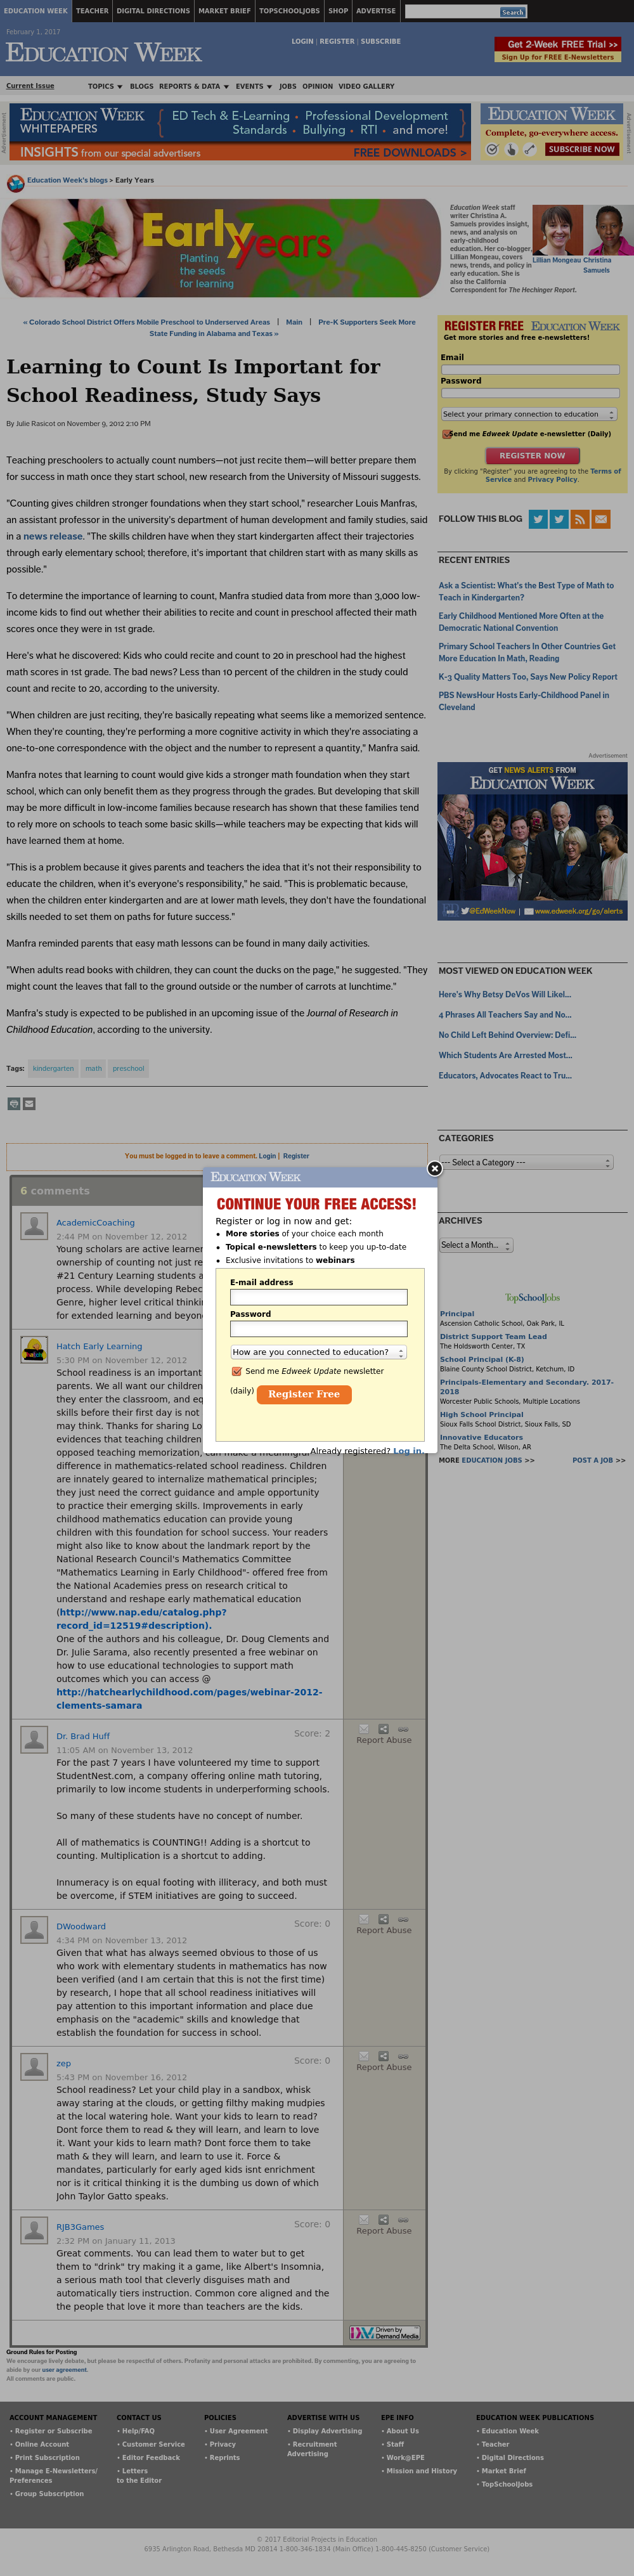 EDUCATION WEEK TEACHER DIGITAL DIRECTIONS MARKET BRIEF TOPSCHOOLJOBS SHOP ADVERTISE Search
February 1, 2017
EDUCATION WEEK
LOGIN | REGISTER | SUBSCRIBE
Get 2-Week FREE Trial >>
Sign Up for FREE E-Newsletters
Current Issue TOPICS BLOGS REPORTS & DATA EVENTS JOBS OPINION VIDEO GALLERY
Advertisement
EDUCATION WEEK
WHITEPAPERS
ED Tech & E-Learning • Professional Development
Standards • Bullying • RTI • and more!
INSIGHTS from our special advertisers FREE DOWNLOADS >
EDUCATION WEEK
Complete, go-everywhere access.
SUBSCRIBE NOW
Advertisement
Education Week's blogs > Early Years
Early years
Planting
the seeds
for learning
Education Week staff
writer Christina A.
Samuels provides insight,
news, and analysis on
early-childhood
education. Her co-blogger,
Lillian Mongeau, covers
news, trends, and policy in
early education. She is
also the California
Correspondent for The Hechinger Report.
Lillian Mongeau Christina
Samuels
« Colorado School District Offers Mobile Preschool to Underserved Areas | Main | Pre-K Supporters Seek More
State Funding in Alabama and Texas »
Learning to Count Is Important for
School Readiness, Study Says
By Julie Rasicot on November 9, 2012 2:10 PM
Teaching preschoolers to actually count numbers—not just recite them—will better prepare them
for success in math once they start school, new research from the University of Missouri suggests.
"Counting gives children stronger foundations when they start school," researcher Louis Manfras,
an assistant professor in the university's department of human development and family studies, said
in a news release. "The skills children have when they start kindergarten affect their trajectories
through early elementary school; therefore, it's important that children start with as many skills as
possible."
To determine the importance of learning to count, Manfra studied data from more than 3,000 low-
income kids to find out whether their abilities to recite and count in preschool affected their math
scores once they were in 1st grade.
Here's what he discovered: Kids who could recite and count to 20 in preschool had the highest
math scores in 1st grade. The bad news? Less than 10 percent of the children in the study could
count and recite to 20, according to the university.
"When children are just reciting, they're basically repeating what seems like a memorized sentence.
When they're counting, they're performing a more cognitive activity in which they're associating a
one-to-one correspondence with the object and the number to represent a quantity," Manfra said.
Manfra notes that learning to count would give kids a good math foundation when they start
school, which can only benefit them as they progress through the grades. But developing that skill
may be more difficult for low-income families because research has shown that these families may
rely more on schools to teach some basic skills—while teachers may be expecting that kids will
have learned them at home.
"This is a problem because it gives parents and teachers the idea that it's not their responsibility to
educate the children, when it's everyone's responsibility," he said. "This is problematic because,
when the children enter kindergarten and are at lower math levels, they don't have the foundational
skills needed to set them on paths for future success."
Manfra reminded parents that easy math lessons can be found in many daily activities.
"When adults read books with children, they can count the ducks on the page," he suggested. "They
might count the leaves that fall to the ground outside or the number of carrots at lunchtime."
Manfra's study is expected to be published in an upcoming issue of the Journal of Research in
Childhood Education, according to the university.
Tags: kindergarten math preschool
You must be logged in to leave a comment. Login | Register
6 comments
AcademicCoaching
2:44 PM on November 12, 2012
Young scholars are active learners
#21 Century Learning students a
process. While developing Rebec
Genre, higher level critical thinking
for extended learning and beyond
Hatch Early Learning
5:30 PM on November 12, 2012
School readiness is an important
parents. We all want our children
they enter the classroom, and equ
skills before their first day is not
may think. Thanks for sharing Lo
evidences that teaching children
opposed teaching memorization, can make a meaningful
difference in mathematics-related school readiness. Children
are innately geared to internalize mathematical principles;
they just need the correct guidance and ample opportunity
to practice their emerging skills. Improvements in early
childhood mathematics education can provide young
children with this foundation for school success. Your readers
might also like to know about the landmark report by the
National Research Council's Mathematics Committee
"Mathematics Learning in Early Childhood"- offered free from
the National Academies press on research critical to
understand and reshape early mathematical education
(http://www.nap.edu/catalog.php?
record_id=12519#description).
One of the authors and his colleague, Dr. Doug Clements and
Dr. Julie Sarama, also recently presented a free webinar on
how to use educational technologies to support math
outcomes which you can access @
http://hatchearlychildhood.com/pages/webinar-2012-
clements-samara
Dr. Brad Huff Score: 2
11:05 AM on November 13, 2012
Report Abuse
For the past 7 years I have volunteered my time to support
StudentNest.com, a company offering online math tutoring,
primarily to low income students in underperforming schools.
So many of these students have no concept of number.
All of mathematics is COUNTING!! Adding is a shortcut to
counting. Multiplication is a shortcut to adding.
Innumeracy is on equal footing with illiteracy, and both must
be overcome, if STEM initiatives are going to succeed.
DWoodward Score: 0
4:34 PM on November 13, 2012
Report Abuse
Given that what has always seemed obvious to those of us
who work with elementary students in mathematics has now
been verified (and I am certain that this is not the first time)
by research, I hope that all school readiness initiatives will
pay attention to this important information and place due
emphasis on the "academic" skills and knowledge that
establish the foundation for success in school.
zep Score: 0
5:43 PM on November 16, 2012
Report Abuse
School readiness? Let your child play in a sandbox, whisk
away staring at the clouds, or getting filthy making mudpies
at the local watering hole. Want your kids to learn to read?
Dont force them to read & they will learn, and learn to love
it. Want your kids to learn math? Dont force them to take
math & they will learn, and learn to use it. Force &
mandates, particularly for early aged kids isnt enrichment
nor is it critical thinking it is the dumbing us down of which
John Taylor Gatto speaks.
RJB3Games Score: 0
2:32 PM on January 11, 2013
Report Abuse
Great comments. You can lead them to water but to get
them to "drink" try making it a game, like Albert's Insomnia,
a serious math tool that cleverly disguises math and
automatically tiers instruction. Common core aligned and the
the people that love it more than teachers are the kids.
Driven by
Demand Media
Ground Rules for Posting
We encourage lively debate, but please be respectful of others. Profanity and personal attacks are prohibited. By commenting, you are agreeing to
abide by our user agreement.
All comments are public.
REGISTER FREE EDUCATION WEEK
Get more stories and free e-newsletters!
Email
Password
Select your primary connection to education
Send me Edweek Update e-newsletter (Daily)
REGISTER NOW
By clicking "Register" you are agreeing to the Terms of
Service and Privacy Policy.
FOLLOW THIS BLOG
RECENT ENTRIES
Ask a Scientist: What's the Best Type of Math to
Teach in Kindergarten?
Early Childhood Mentioned More Often at the
Democratic National Convention
Primary School Teachers In Other Countries Get
More Education In Math, Reading
K-3 Quality Matters Too, Says New Policy Report
PBS NewsHour Hosts Early-Childhood Panel in
Cleveland
Advertisement
GET NEWS ALERTS FROM
EDUCATION WEEK
@EdWeekNow | www.edweek.org/go/alerts
MOST VIEWED ON EDUCATION WEEK
Here's Why Betsy DeVos Will Likel...
4 Phrases All Teachers Say and No...
No Child Left Behind Overview: Defi...
Which Students Are Arrested Most...
Educators, Advocates React to Tru...
CATEGORIES
--- Select a Category ---
ARCHIVES
Select a Month...
TopSchoolJobs
Principal
Ascension Catholic School, Oak Park, IL
District Support Team Lead
The Holdsworth Center, TX
School Principal (K-8)
Blaine County School District, Ketchum, ID
Principals-Elementary and Secondary. 2017-
2018
Worcester Public Schools, Multiple Locations
High School Principal
Sioux Falls School District, Sioux Falls, SD
Innovative Educators
The Delta School, Wilson, AR
MORE EDUCATION JOBS >> POST A JOB >>
EDUCATION WEEK
CONTINUE YOUR FREE ACCESS!
Register or log in now and get:
• More stories of your choice each month
• Topical e-newsletters to keep you up-to-date
• Exclusive invitations to webinars
E-mail address
Password
How are you connected to education?
Send me Edweek Update newsletter
(daily) Register Free
Already registered? Log in.
ACCOUNT MANAGEMENT
• Register or Subscribe
• Online Account
• Print Subscription
• Manage E-Newsletters/
Preferences
• Group Subscription
CONTACT US
• Help/FAQ
• Customer Service
• Editor Feedback
• Letters
to the Editor
POLICIES
• User Agreement
• Privacy
• Reprints
ADVERTISE WITH US
• Display Advertising
• Recruitment
Advertising
EPE INFO
• About Us
• Staff
• Work@EPE
• Mission and History
EDUCATION WEEK PUBLICATIONS
• Education Week
• Teacher
• Digital Directions
• Market Brief
• TopSchoolJobs
© 2017 Editorial Projects in Education
6935 Arlington Road, Bethesda MD 20814 1-800-346-1834 (Main Office) 1-800-445-8250 (Customer Service)